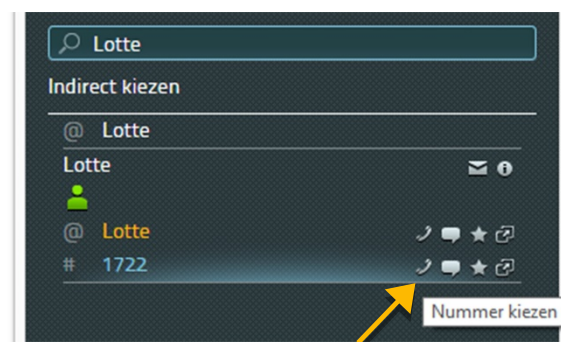 Lotte
Indirect kiezen
@ Lotte
Lotte
@ Lotte
# 1722
Nummer kiezen